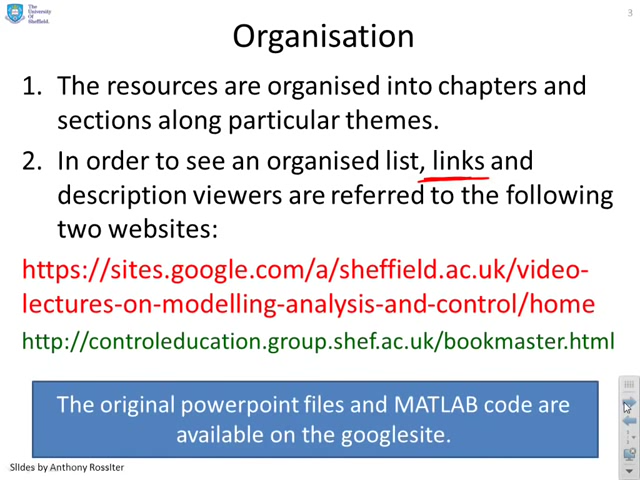 The
University
Of
Sheffield.
3
Organisation
1. The resources are organised into chapters and
sections along particular themes.
2. In order to see an organised list, links and
description viewers are referred to the following
two websites:
https://sites.google.com/a/sheffield.ac.uk/video-
lectures-on-modelling-analysis-and-control/home
http://controleducation.group.shef.ac.uk/bookmaster.html
The original powerpoint files and MATLAB code are
available on the googlesite.
Slides by Anthony Rossiter